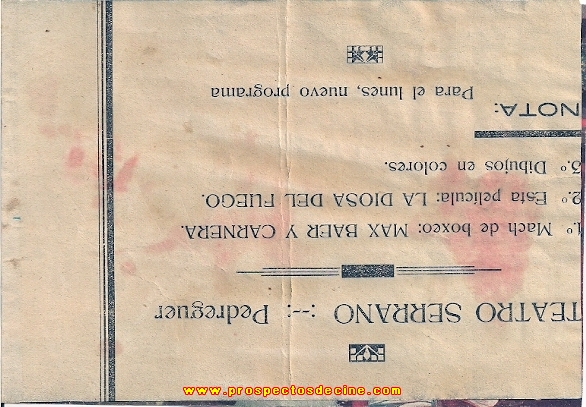 TEATRO SERRANO :--: Pedreguer
1.º Mach de boxeo: MAX BAER Y CARNERA.
2.º Esta película: LA DIOSA DEL FUEGO.
3.º Dibujos en colores.
NOTA:
Para el lunes, nuevo programa
www.prospectosdecine.com